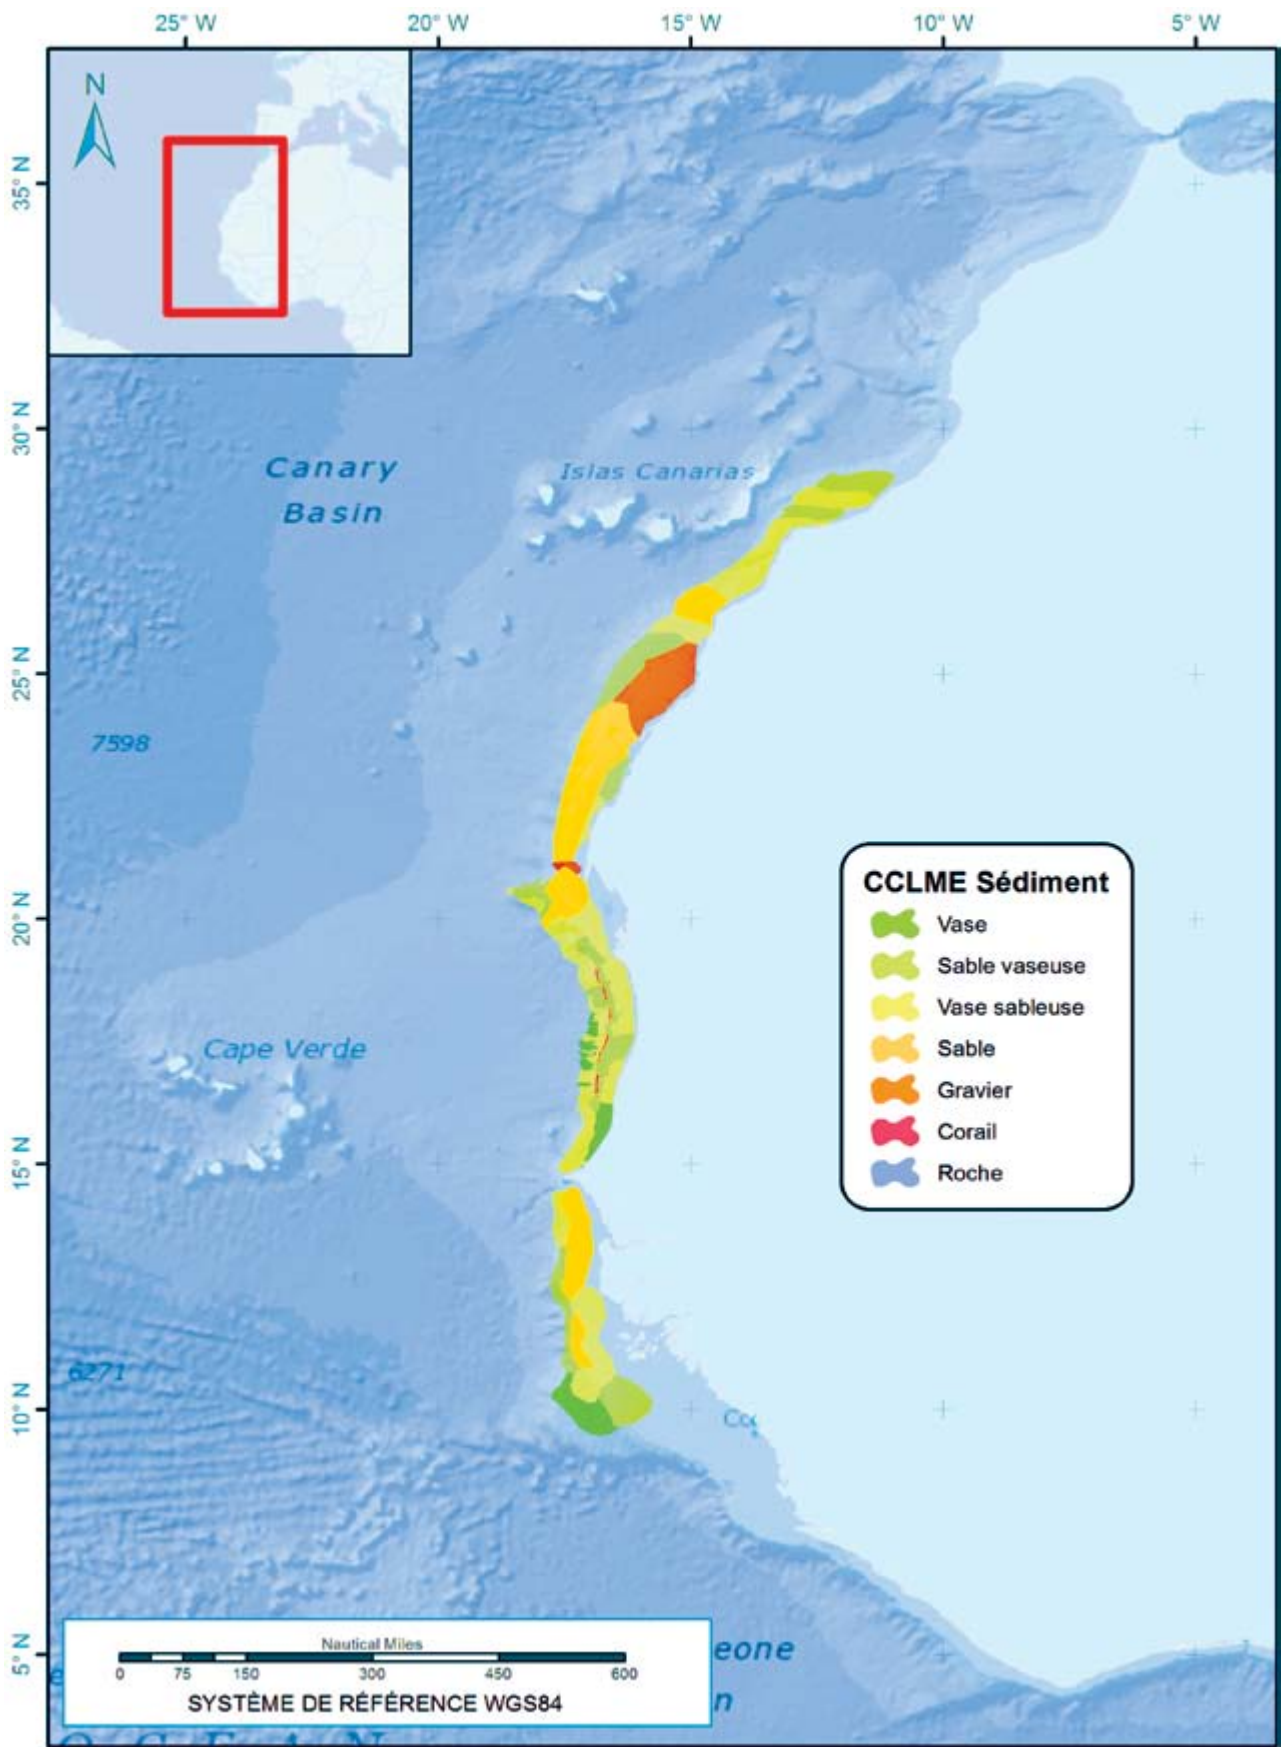 25° W 20° W 15° W 10° W 5° W
N
35° N
30° N
Canary
Basin
Islas Canarias
25° N
7598
CCLME Sédiment
Vase
Sable vaseuse
Vase sableuse
Sable
Gravier
Corail
Roche
20° N
Cape Verde
15° N
6271
10° N
Co
5° N
Nautical Miles
0 75 150 300 450 600
SYSTÈME DE RÉFÉRENCE WGS84
eone
n
O C E A N